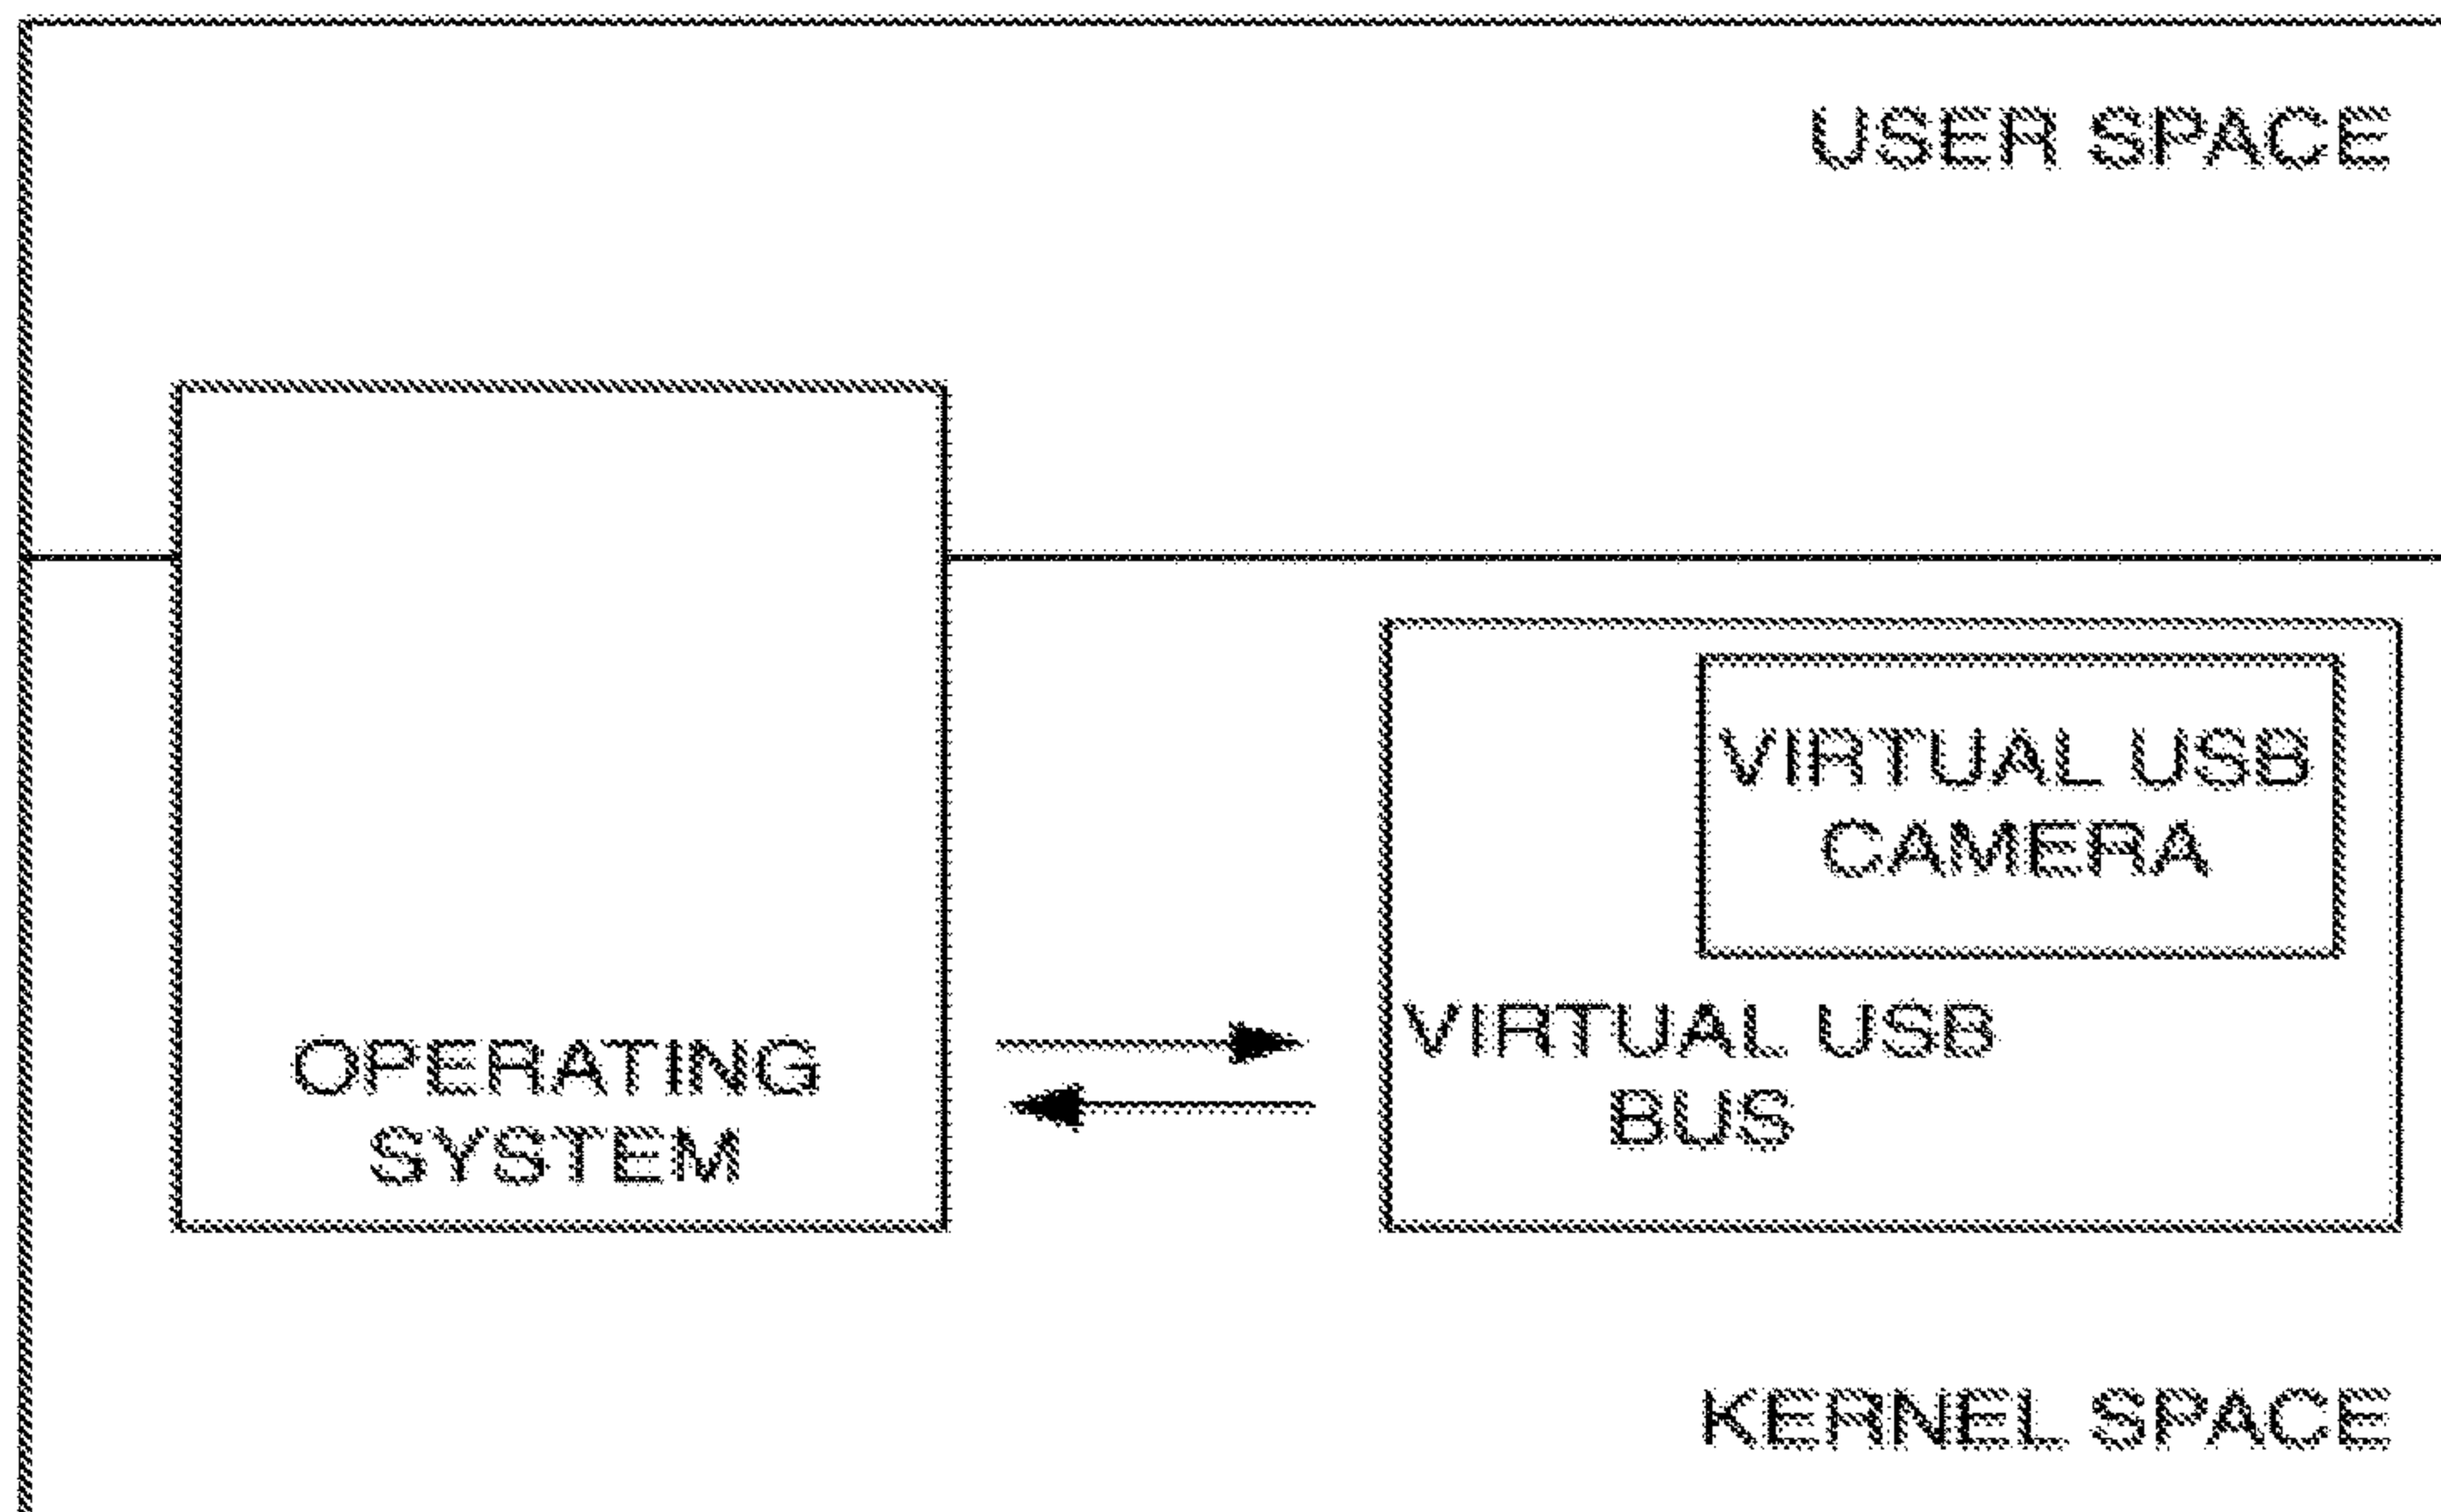 USER SPACE
VIRTUAL USB
CAMERA
VIRTUAL USB
BUS
OPERATING
SYSTEM
KERNEL SPACE